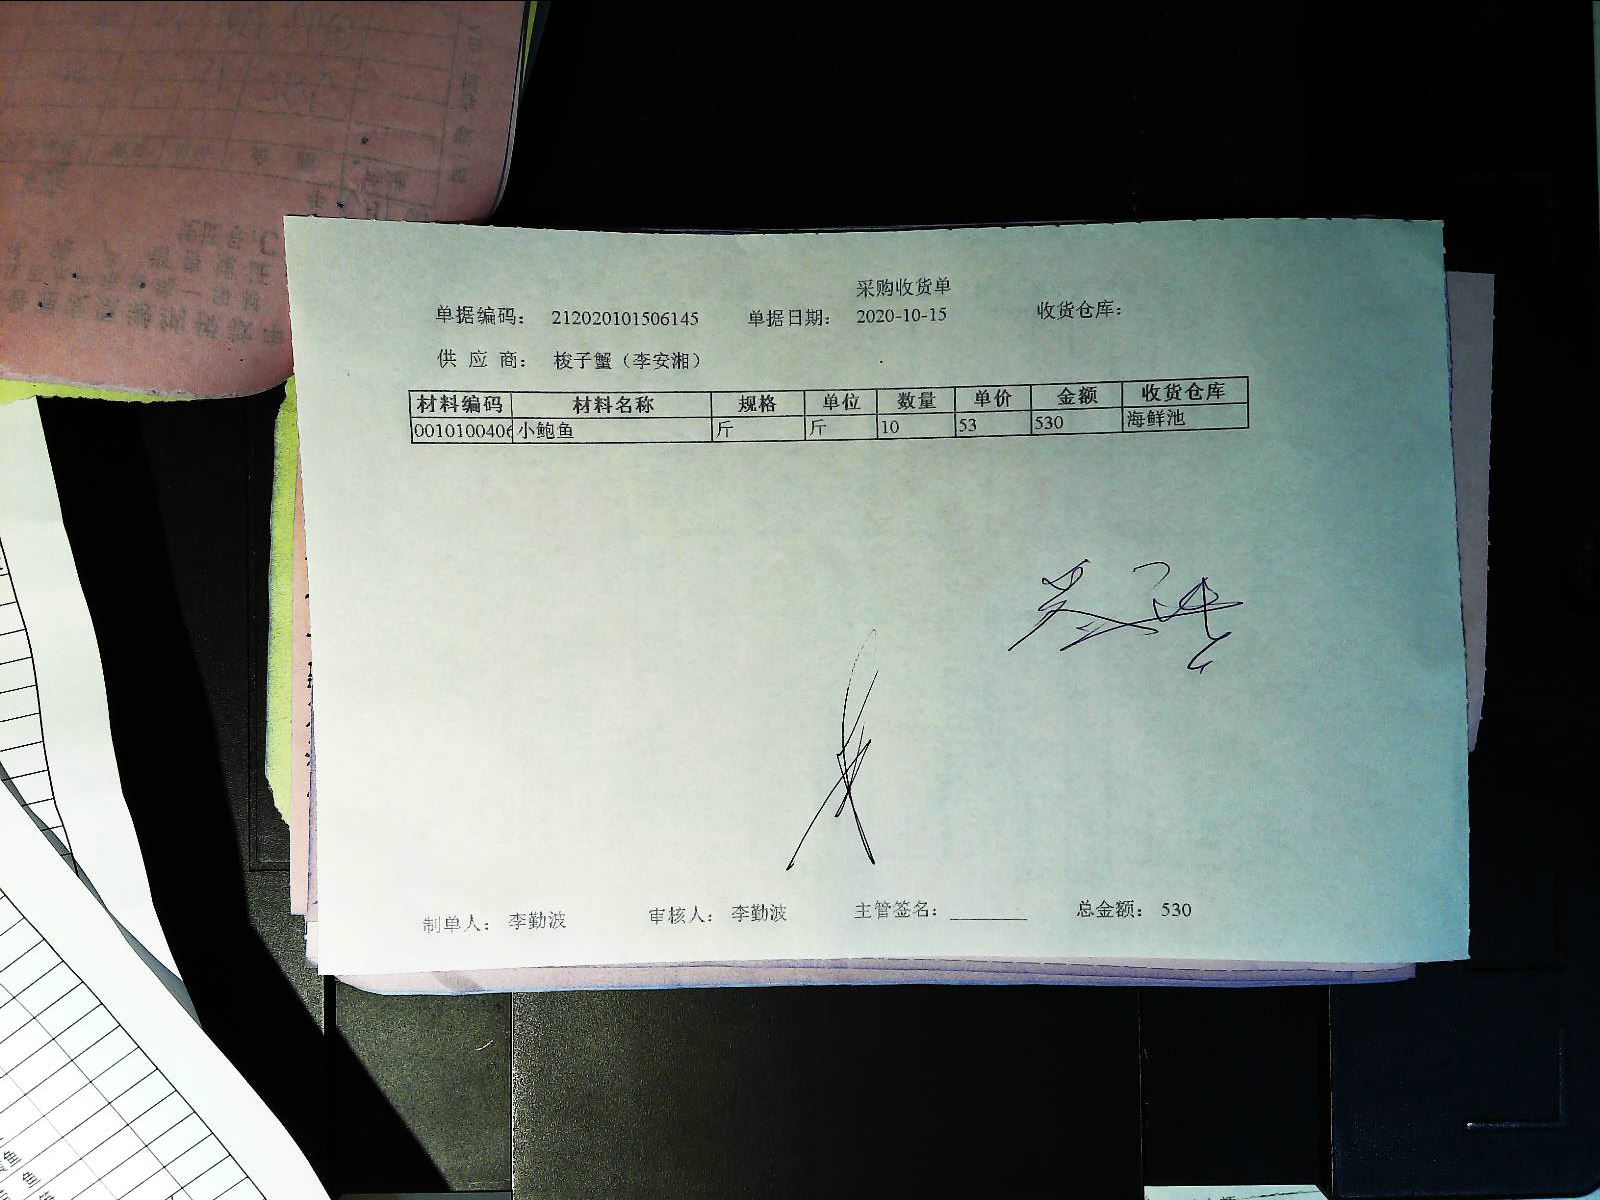 采购收货单
单据编码： 212020101506145 单据日期： 2020-10-15 收货仓库：
供 应 商： 梭子蟹（李安湘）
材料编码 材料名称 规格 单位 数量 单价 金额 收货仓库
0010100406 小鲍鱼 斤 斤 10 53 530 海鲜池
制单人： 李勤波 审核人： 李勤波 主管签名：________ 总金额： 530